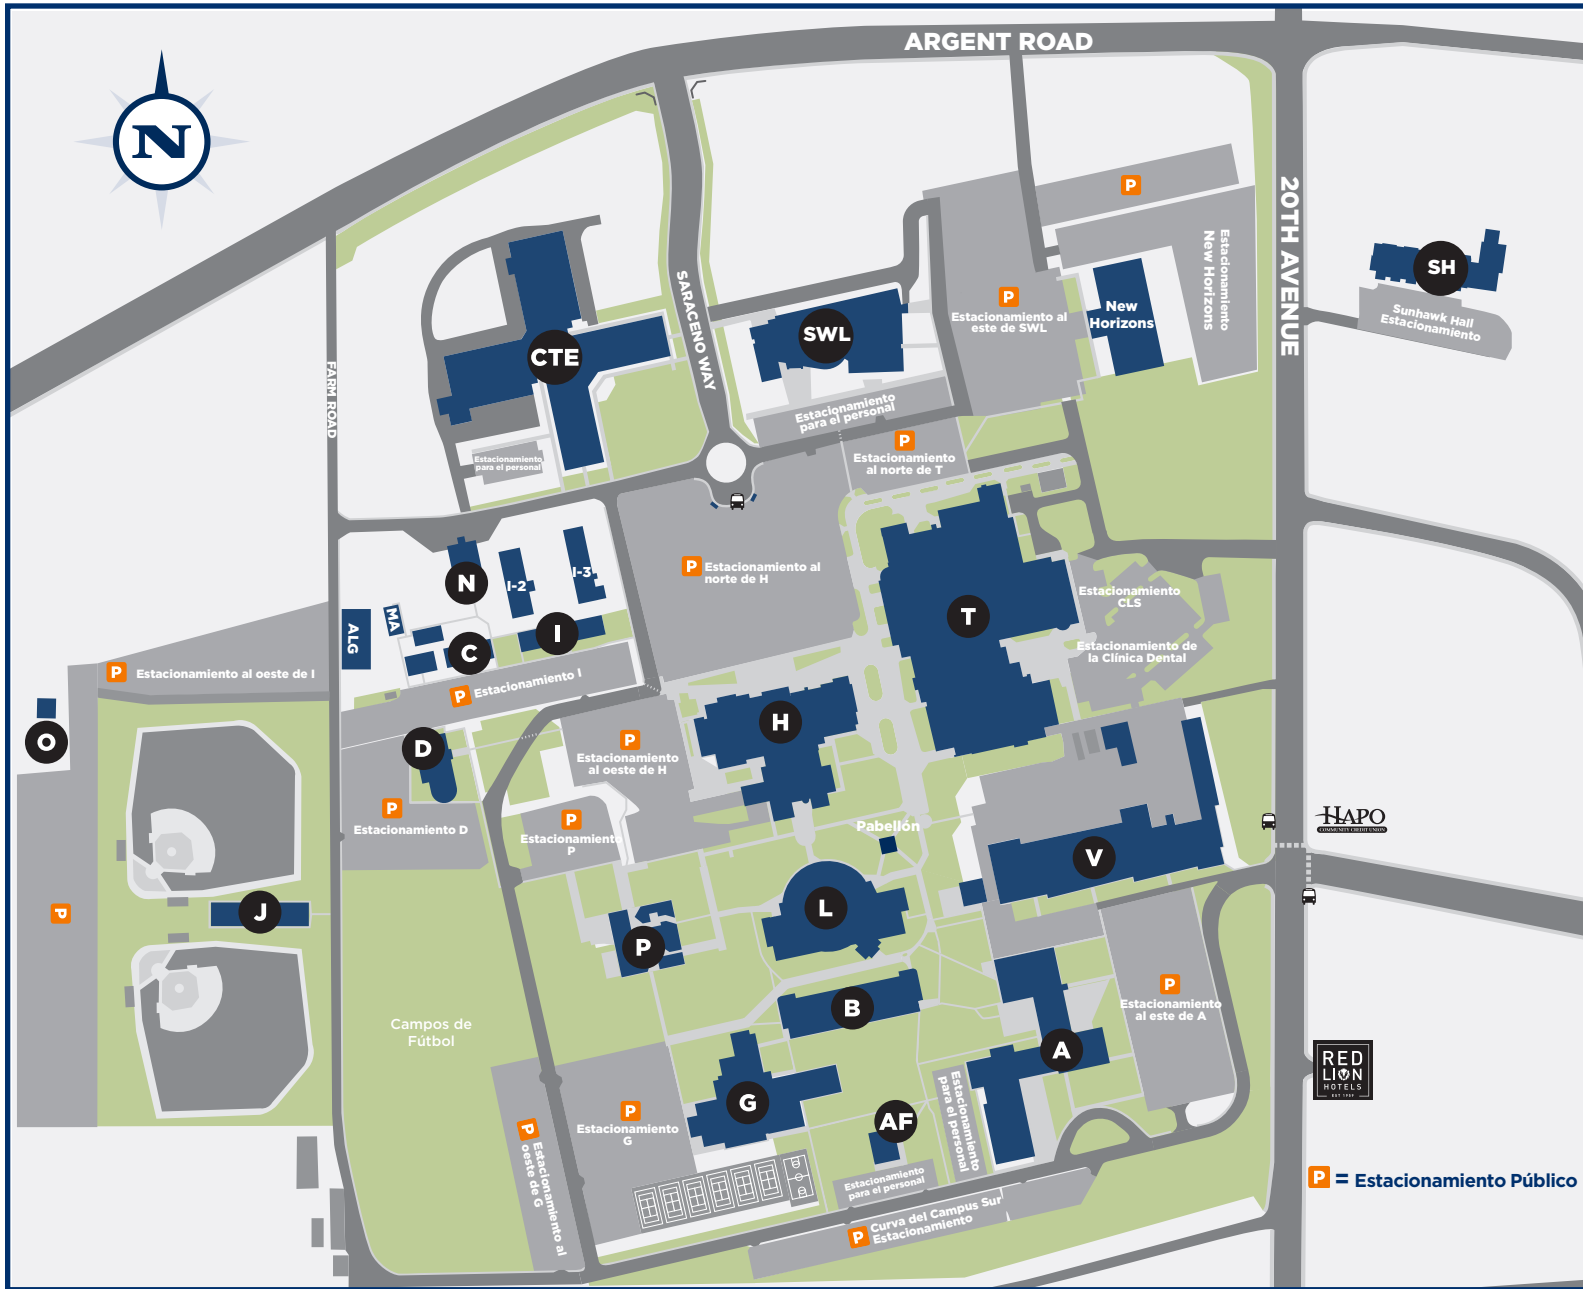 ARGENT ROAD
N
P
20TH AVENUE
Estacionamiento
New Horizons
SH
Sunhawk Hall
Estacionamiento
SARACENO WAY
P
Estacionamiento al
este de SWL
New
Horizons
SWL
CTE
FARM ROAD
Estacionamiento
para el personal
P
Estacionamiento
al norte de T
Estacionamiento
para el personal
P
Estacionamiento al
norte de H
N
I-2
I-3
MA
ALG
C
I
T
Estacionamiento
CLS
Estacionamiento de
la Clínica Dental
P
Estacionamiento al oeste de I
P
Estacionamiento I
O
D
H
P
Estacionamiento
al oeste de H
P
Estacionamiento D
P
Estacionamiento
P
Pabellón
HAPO
COMMUNITY CREDIT UNION
V
P
J
L
P
B
P
Estacionamiento
al este de A
Campos de
Fútbol
A
RED
LION
HOTELS
EST 1959
G
P
Estacionamiento
G
AF
Estacionamiento
para el personal
P
Estacionamiento al
oeste de G
Estacionamiento
para el personal
P
Curva del Campus Sur
Estacionamiento
P = Estacionamiento Público